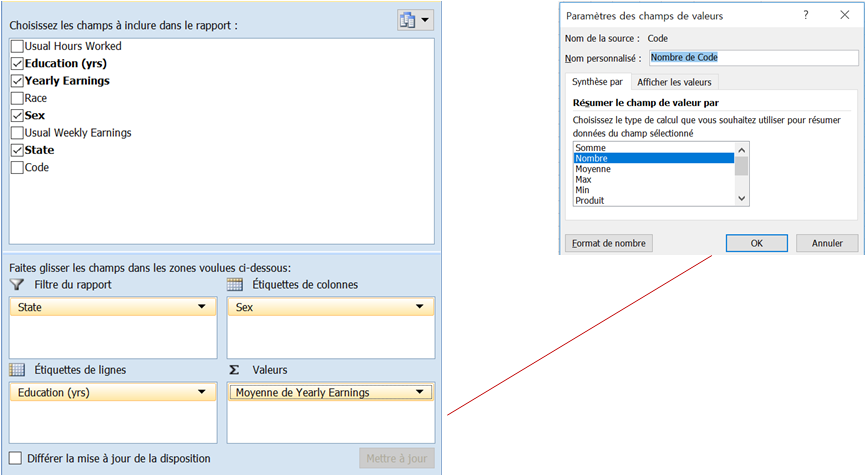 Choisissez les champs à inclure dans le rapport :
Usual Hours Worked
Education (yrs)
Yearly Earnings
Race
Sex
Usual Weekly Earnings
State
Code
Faites glisser les champs dans les zones voulues ci-dessous:
Filtre du rapport
Étiquettes de colonnes
State
Sex
Étiquettes de lignes
Σ Valeurs
Education (yrs)
Moyenne de Yearly Earnings
Différer la mise à jour de la disposition
Mettre à jour
Paramètres des champs de valeurs
?
Nom de la source : Code
Nom personnalisé : Nombre de Code
Synthèse par
Afficher les valeurs
Résumer le champ de valeur par
Choisissez le type de calcul que vous souhaitez utiliser pour résumer
données du champ sélectionné
Somme
Nombre
Moyenne
Max
Min
Produit
Format de nombre
OK
Annuler